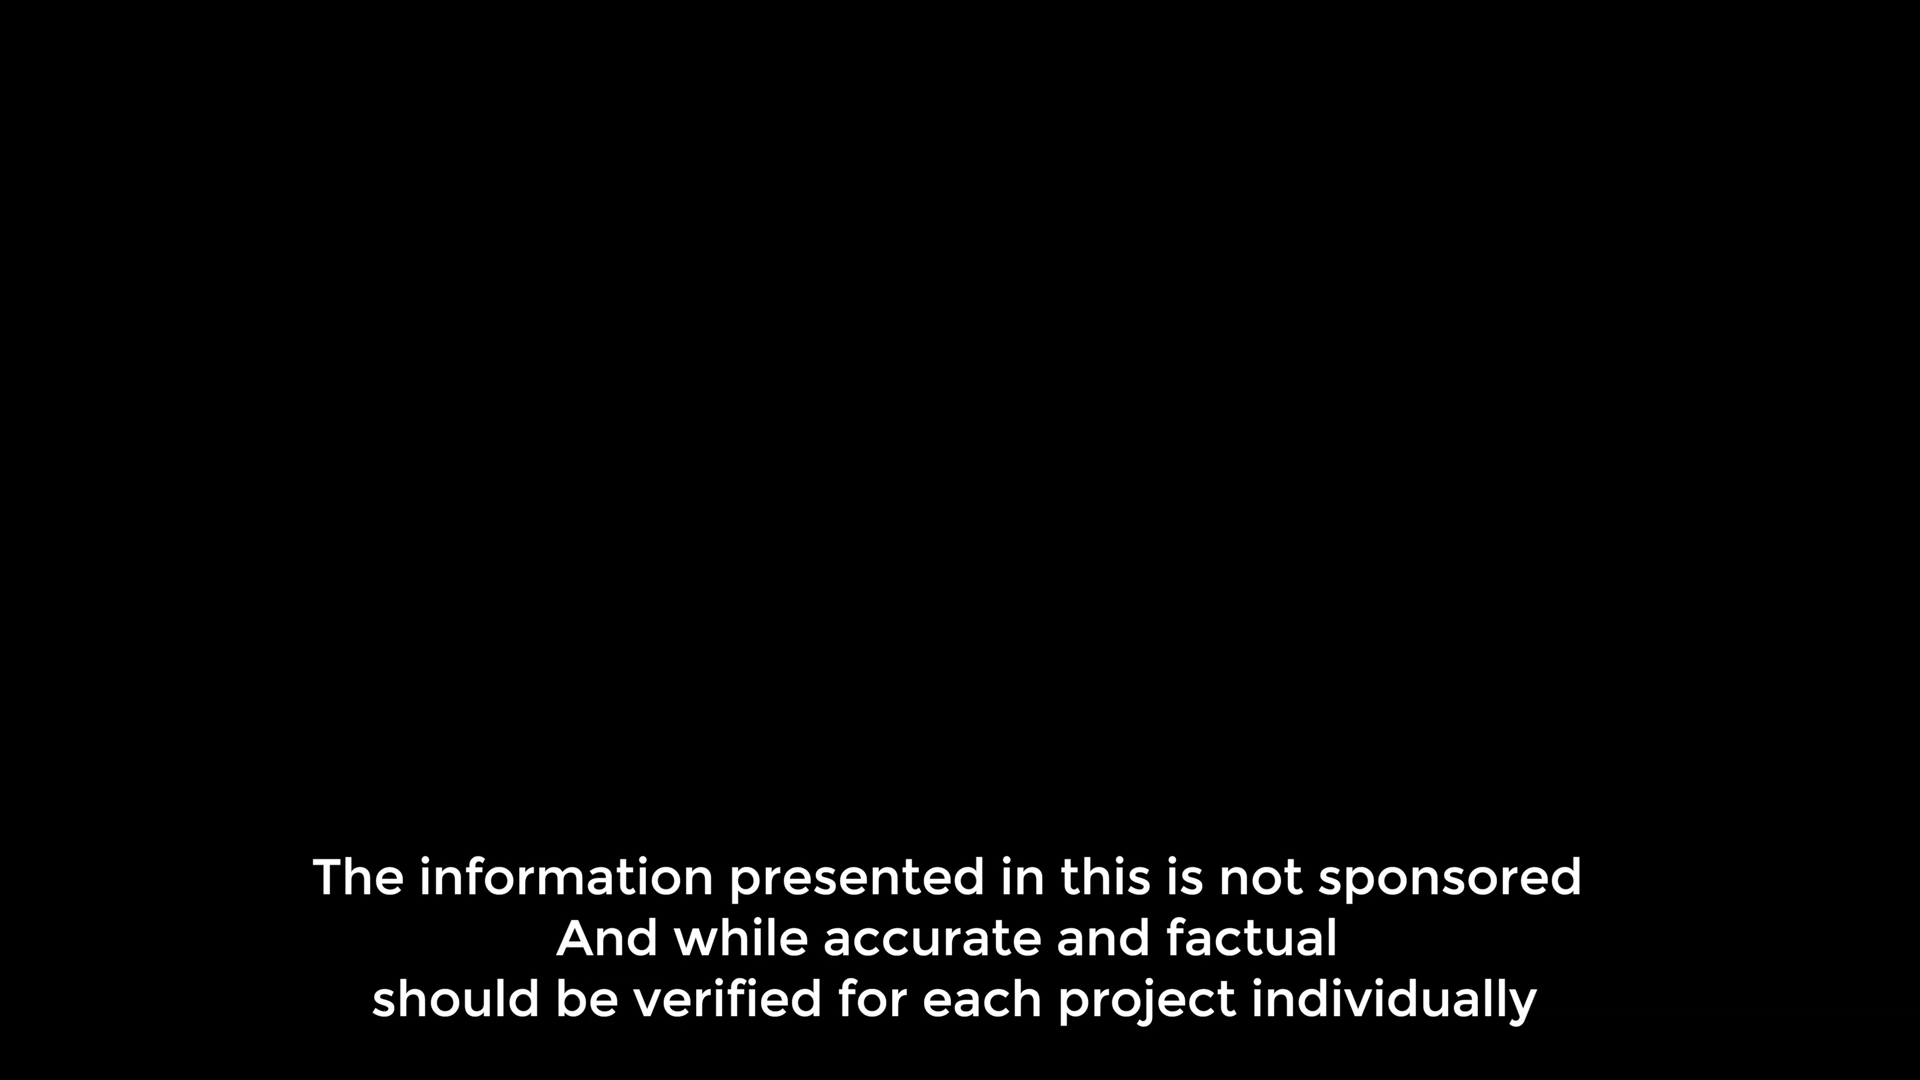 The information presented in this is not sponsored
And while accurate and factual
should be verified for each project individually